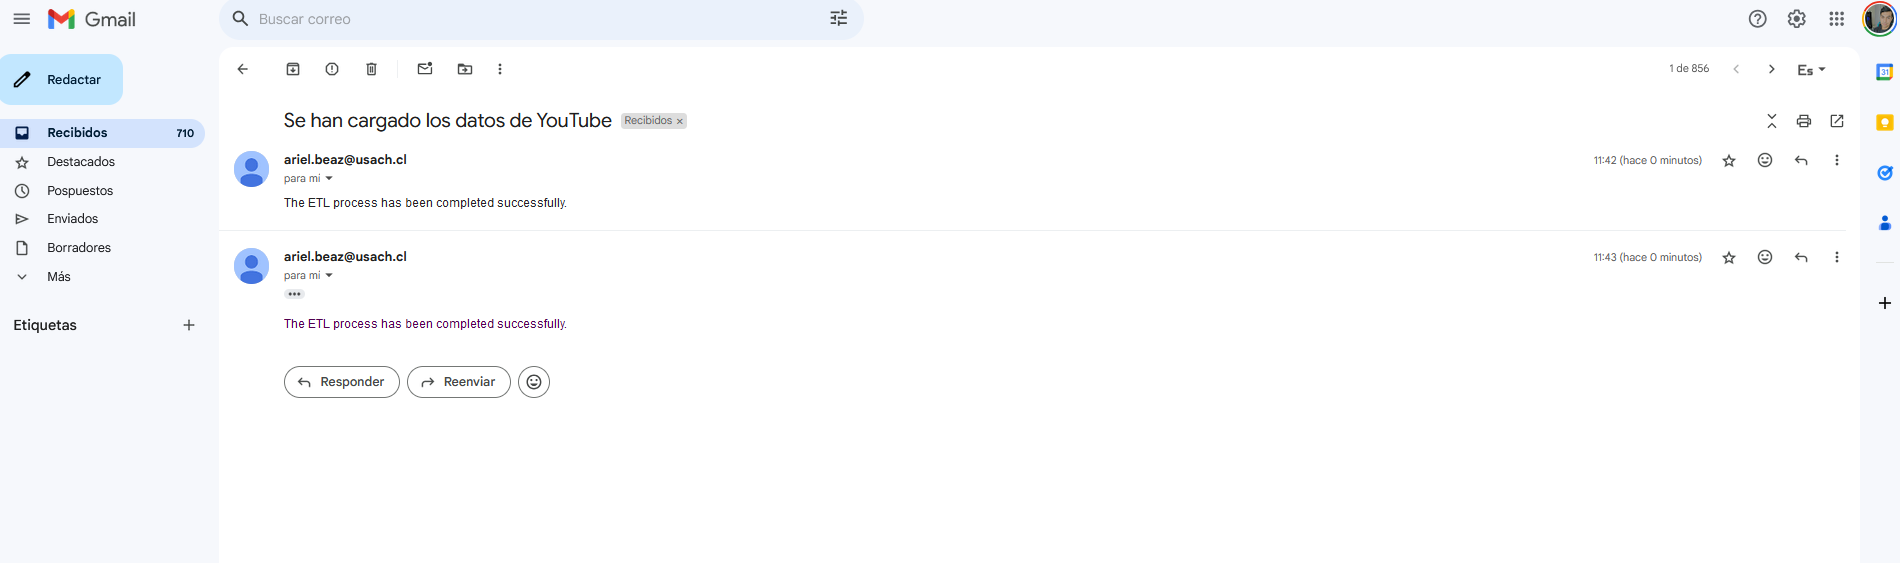 Gmail
Buscar correo
Redactar
1 de 856
Es
Recibidos 710
Destacados
Pospuestos
Enviados
Borradores
Más
Etiquetas
Se han cargado los datos de YouTube Recibidos x
ariel.beaz@usach.cl 11:42 (hace 0 minutos)
para mí
The ETL process has been completed successfully.
ariel.beaz@usach.cl 11:43 (hace 0 minutos)
para mí
The ETL process has been completed successfully.
Responder Reenviar
31